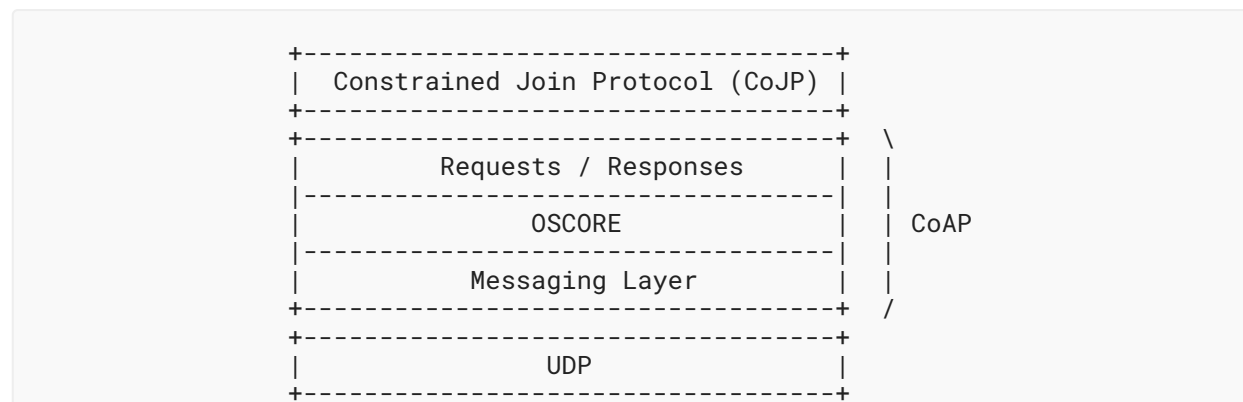 +-----------------------------------+
| Constrained Join Protocol (CoJP) |
+-----------------------------------+
+-----------------------------------+ \
| Requests / Responses | |
|-----------------------------------| |
| OSCORE | | CoAP
|-----------------------------------| |
| Messaging Layer | |
+-----------------------------------+ /
+-----------------------------------+
| UDP |
+-----------------------------------+